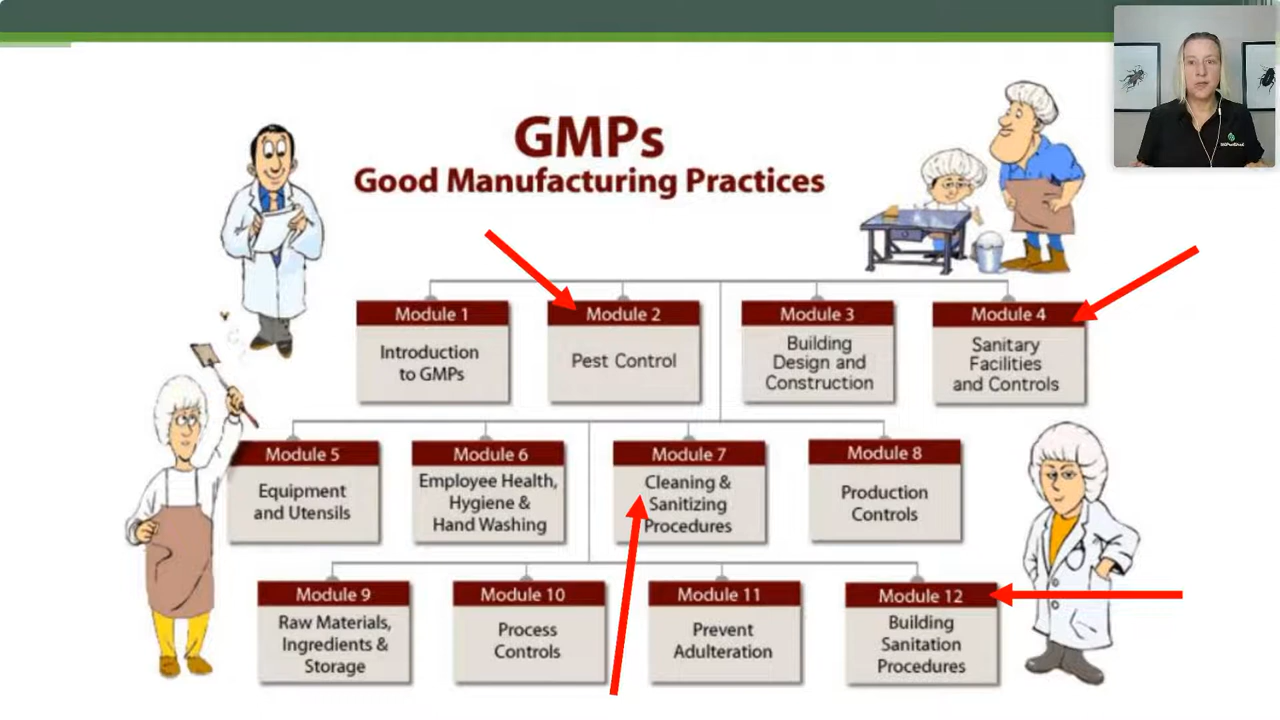 GMPs
Good Manufacturing Practices
Module 1
Introduction
to GMPs
Module 2
Pest Control
Module 3
Building
Design and
Construction
Module 4
Sanitary
Facilities
and Controls
Module 5
Equipment
and Utensils
Module 6
Employee Health,
Hygiene &
Hand Washing
Module 7
Cleaning &
Sanitizing
Procedures
Module 8
Production
Controls
Module 9
Raw Materials,
Ingredients &
Storage
Module 10
Process
Controls
Module 11
Prevent
Adulteration
Module 12
Building
Sanitation
Procedures